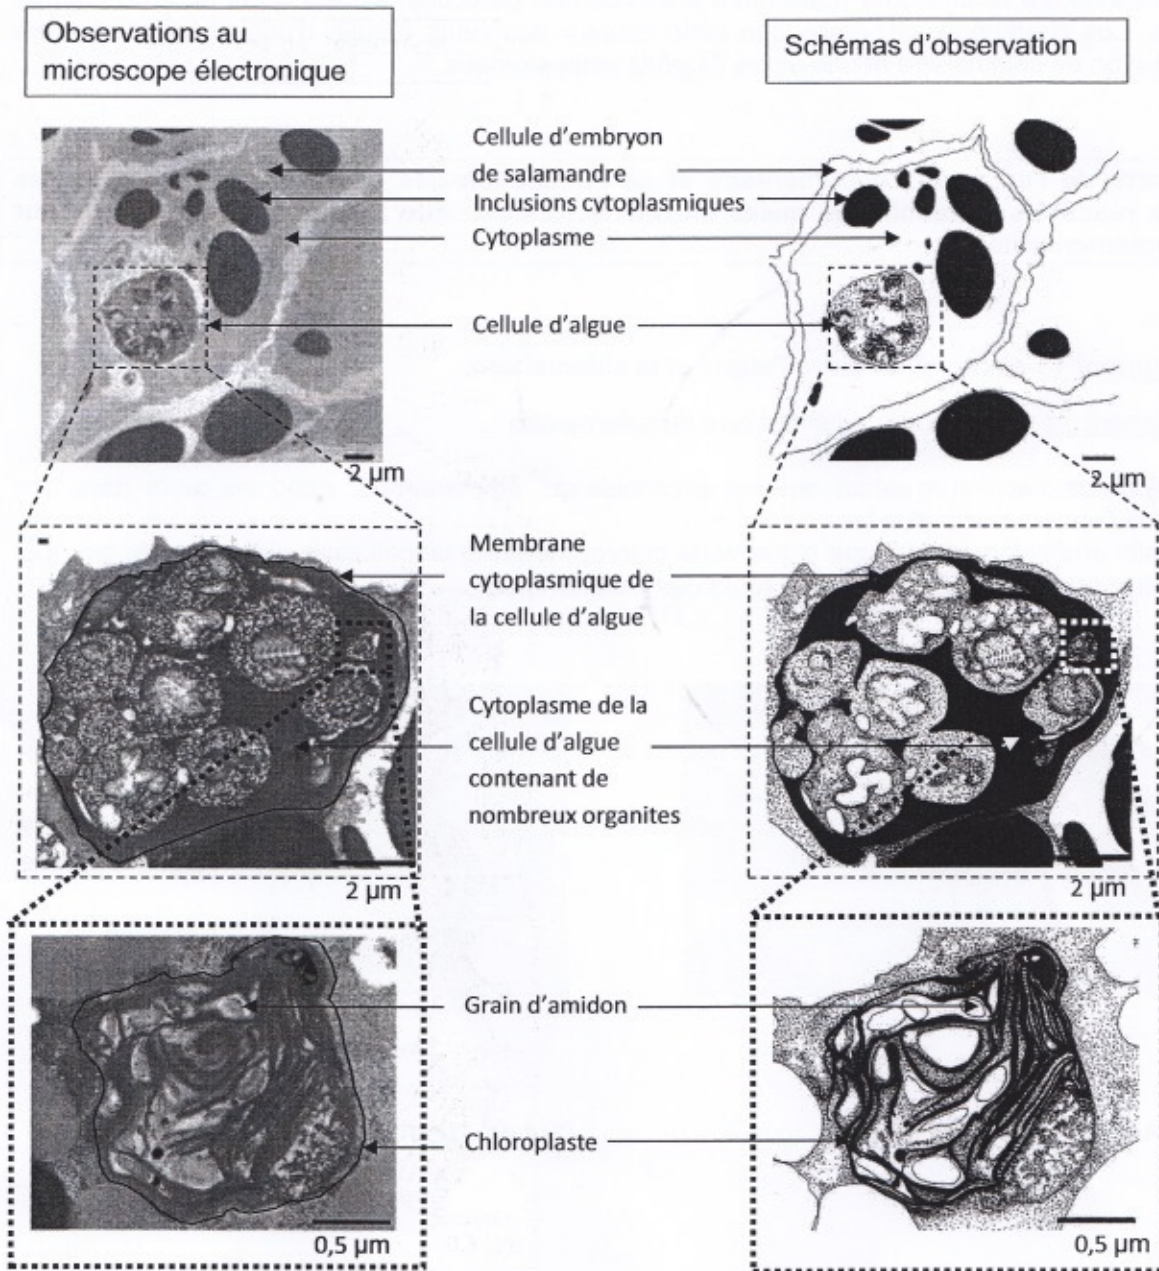 Observations au
microscope électronique
Schémas d'observation
Cellule d'embryon
de salamandre
Inclusions cytoplasmiques
Cytoplasme
Cellule d'algue
2 µm
2 µm
Membrane
cytoplasmique de
la cellule d'algue
Cytoplasme de la
cellule d'algue
contenant de
nombreux organites
2 µm
2 µm
Grain d'amidon
Chloroplaste
0,5 µm
0,5 µm